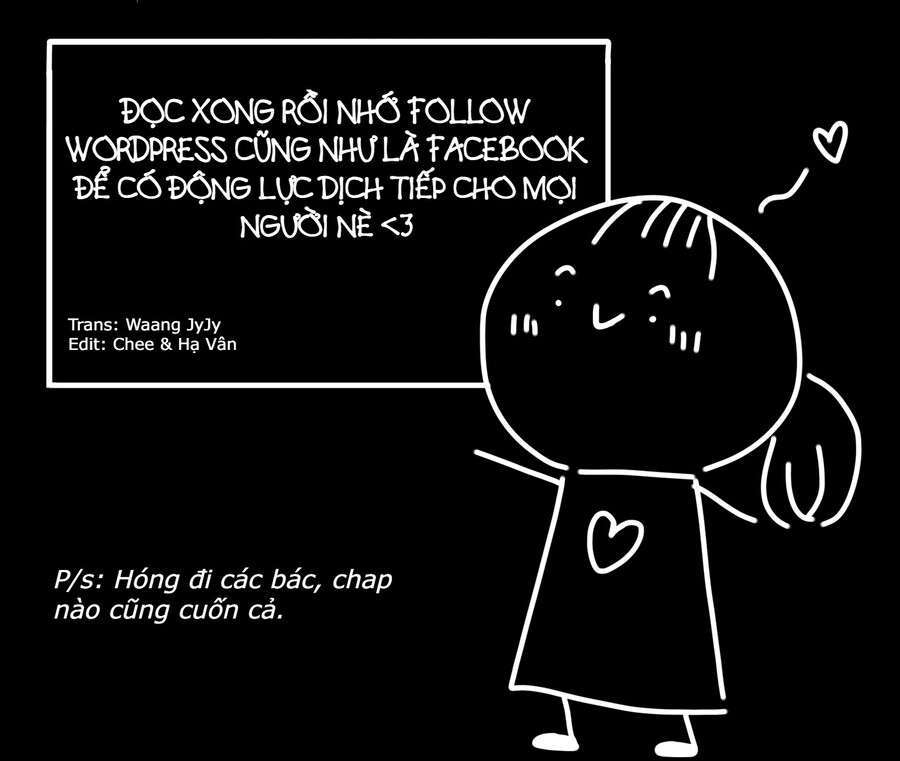 ĐỌC XONG RỒI NHỚ FOLLOW
WORDPRESS CŨNG NHƯ LÀ FACEBOOK
ĐỂ CÓ ĐỘNG LỰC DỊCH TIẾP CHO MỌI
NGƯỜI NÈ <3
Trans: Waang JyJy
Edit: Chee & Hạ Vân
P/s: Hóng đi các bác, chap
nào cũng cuốn cả.